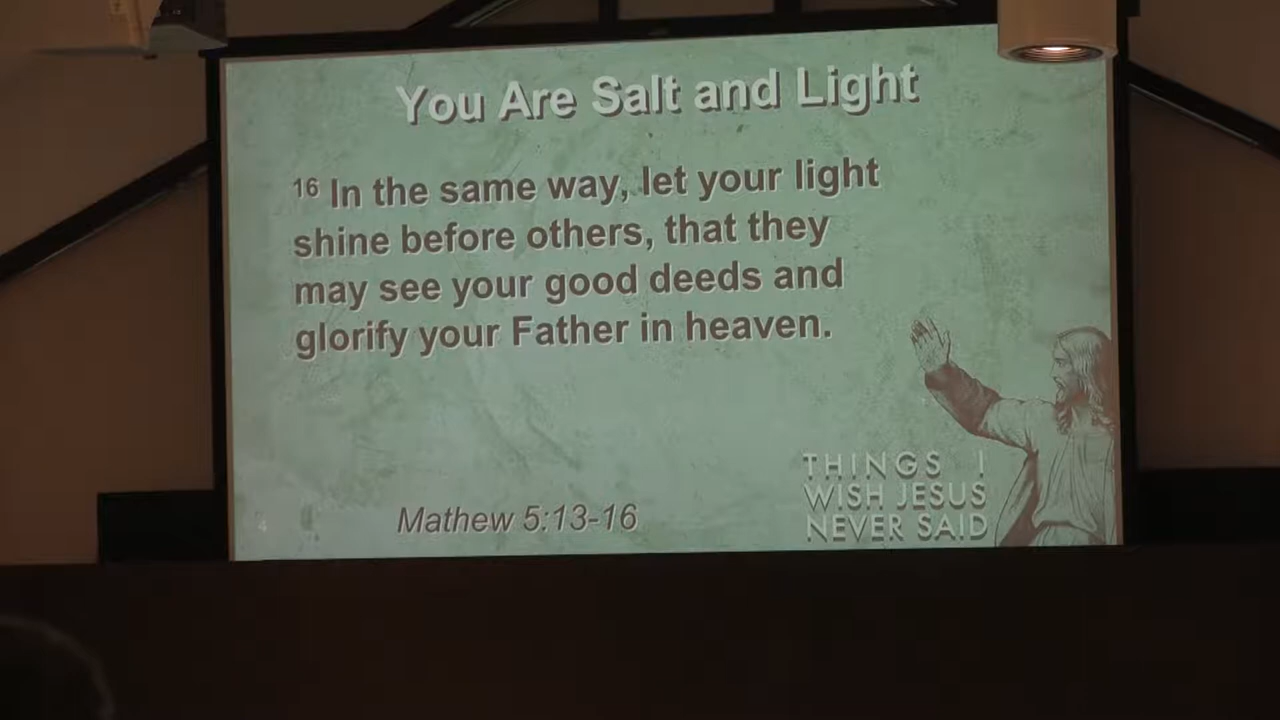 You Are Salt and Light
16 In the same way, let your light
shine before others, that they
may see your good deeds and
glorify your Father in heaven.
Mathew 5:13-16
THINGS I
WISH JESUS
NEVER SAID
4